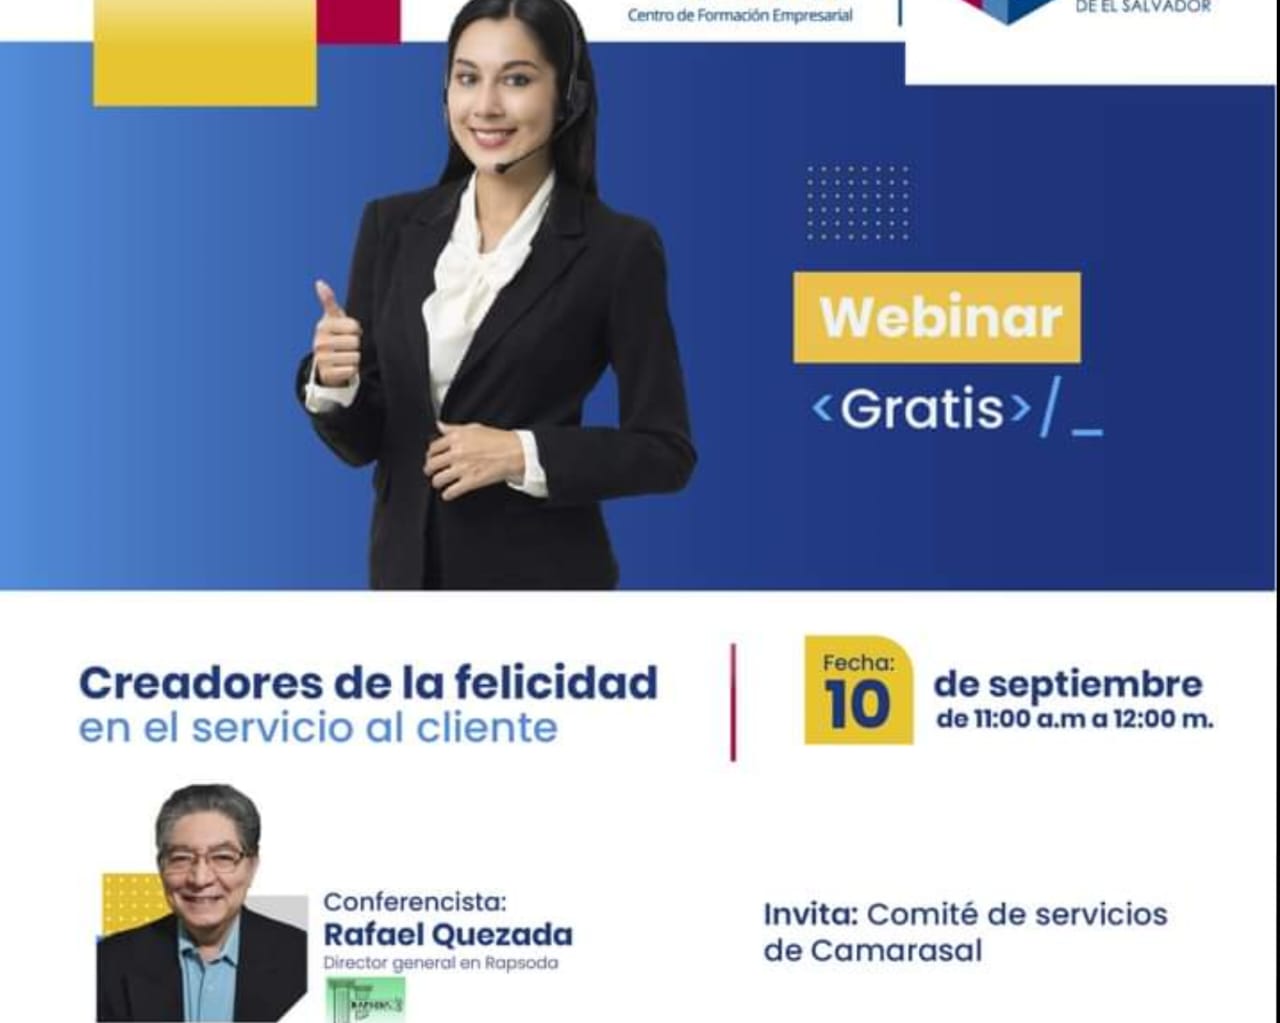 Centro de Formación Empresarial
DE EL SALVADOR
Webinar
<Gratis>/_
Creadores de la felicidad
en el servicio al cliente
Fecha:
10
de septiembre
de 11:00 a.m a 12:00 m.
Conferencista:
Rafael Quezada
Director general en Rapsoda
Invita: Comité de servicios
de Camarasal